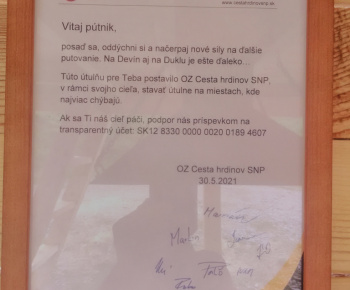 Vitaj pútnik,
posaď sa, oddýchni si a načerpaj nové sily na ďalšie
putovanie. Na Devín aj na Duklu je ešte ďaleko...
Túto útulňu pre Teba postavilo OZ Cesta hrdinov SNP,
v rámci svojho cieľa, stavať útulne na miestach, kde
najviac chýbajú.
Ak sa Ti náš cieľ páči, podpor nás príspevkom na
transparentný účet: SK12 8330 0000 0020 0189 4607
OZ Cesta hrdinov SNP
30.5.2021
Martin